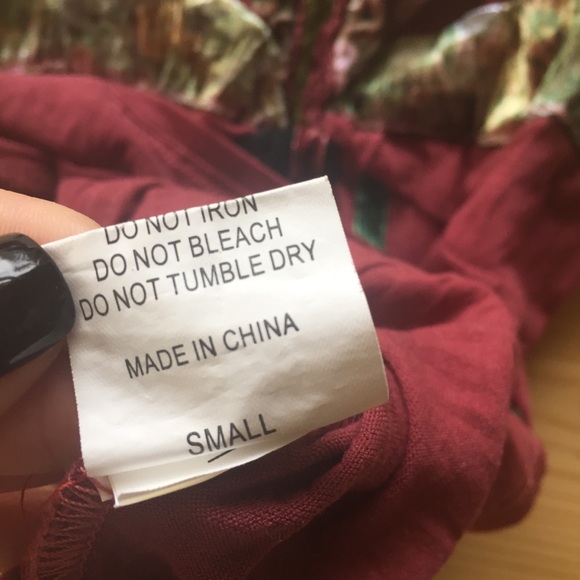 DO NOT IRON
DO NOT BLEACH
DO NOT TUMBLE DRY
MADE IN CHINA
SMALL